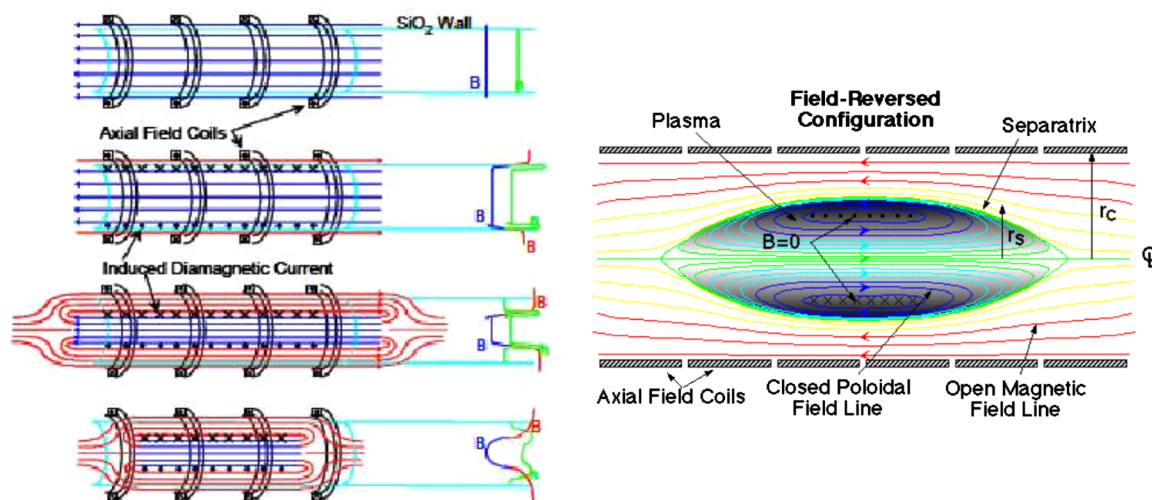 SiO₂ Wall
B
Axial Field Coils
B
B
Induced Diamagnetic Current
B
B
B
B
Field-Reversed
Configuration
Plasma
Separatrix
B=0
rs
rc
℄
Axial Field Coils
Closed Poloidal
Field Line
Open Magnetic
Field Line